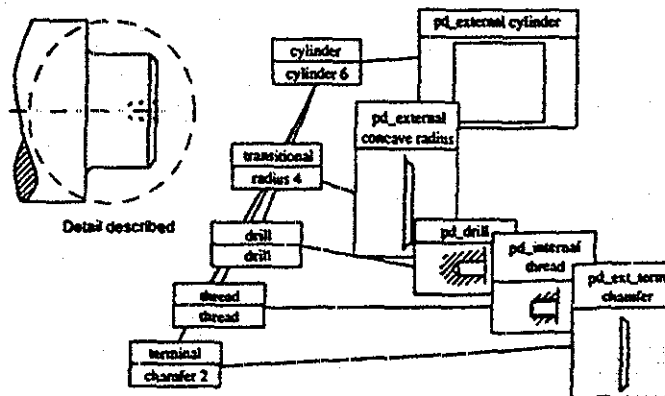 pd_external cylinder
cylinder
cylinder 6
pd_external
concave radius
transitional
radius 4
Detail described
drill
drill
pd_drill
pd_internal
thread
thread
thread
pd_ext_term
chamfer
terminal
chamfer 2